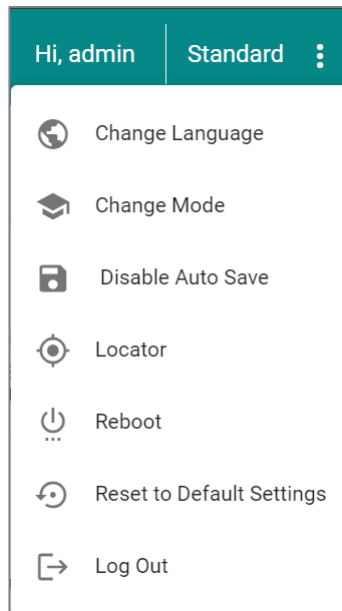 Hi, admin
Standard
Change Language
Change Mode
Disable Auto Save
Locator
Reboot
Reset to Default Settings
Log Out